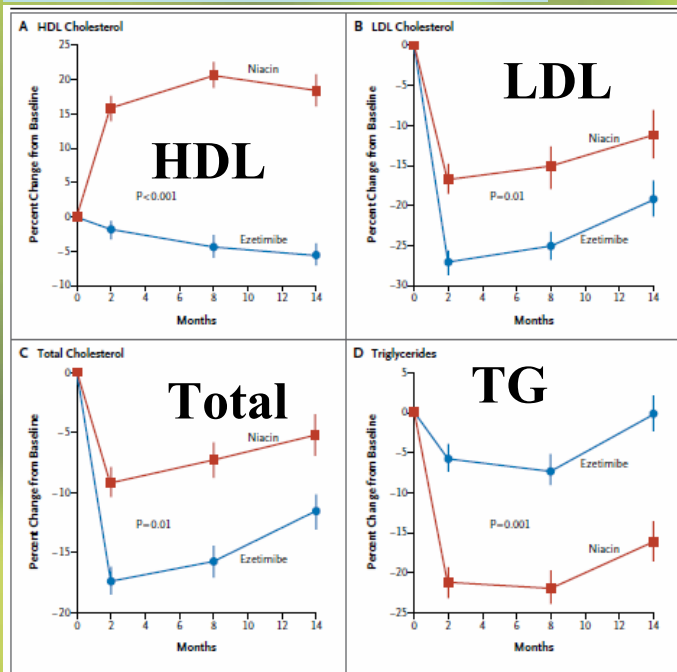 A HDL Cholesterol
Percent Change from Baseline
25
20
15
10
5
0
−5
−10
Niacin
HDL
P<0.001
Ezetimibe
0 2 4 6 8 10 12 14
Months
B LDL Cholesterol
Percent Change from Baseline
0
−5
−10
−15
−20
−25
−30
LDL
Niacin
P=0.01
Ezetimibe
0 2 4 6 8 10 12 14
Months
C Total Cholesterol
Percent Change from Baseline
0
−5
−10
−15
−20
Total
Niacin
P=0.01
Ezetimibe
0 2 4 6 8 10 12 14
Months
D Triglycerides
Percent Change from Baseline
5
0
−5
−10
−15
−20
−25
TG
Ezetimibe
P=0.001
Niacin
0 2 4 6 8 10 12 14
Months